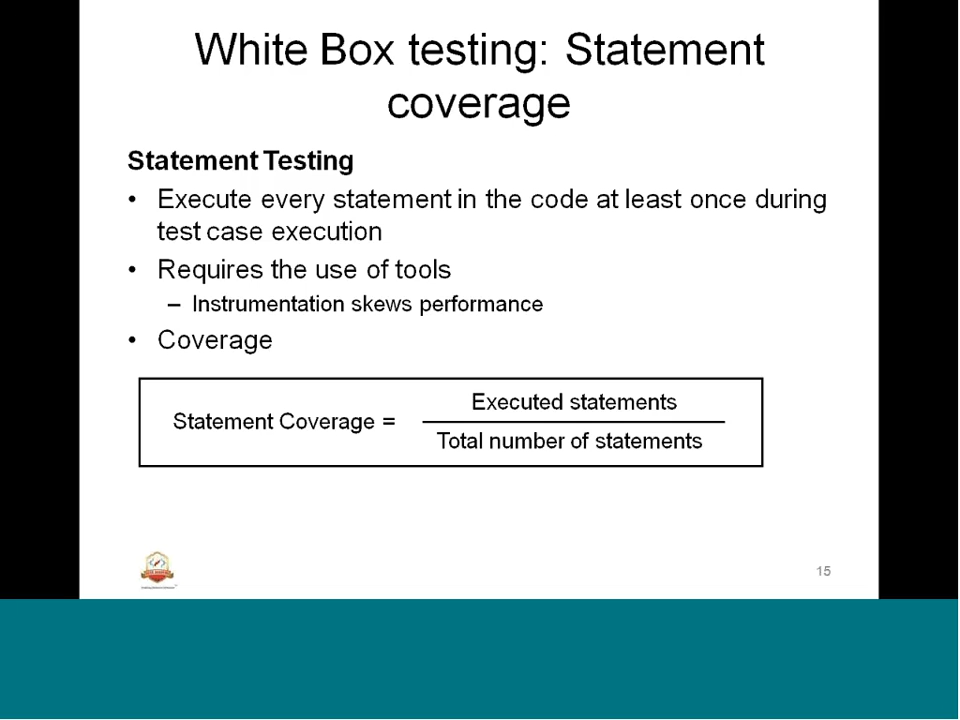 White Box testing: Statement
coverage
Statement Testing
• Execute every statement in the code at least once during
test case execution
• Requires the use of tools
– Instrumentation skews performance
• Coverage
Statement Coverage =
Executed statements
Total number of statements
15